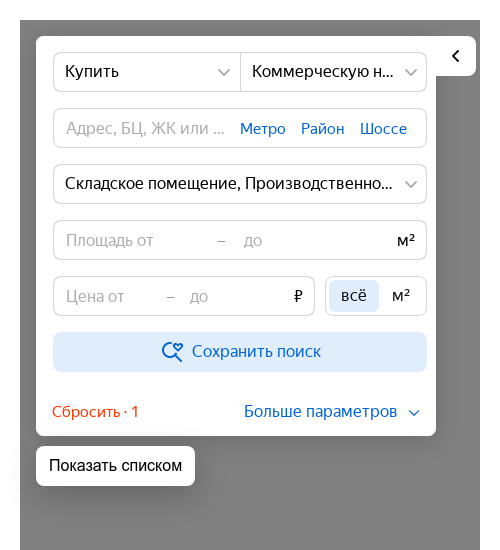 Купить Коммерческую н...
Адрес, БЦ, ЖК или ... Метро Район Шоссе
Складское помещение, Производственно...
Площадь от – до м²
Цена от – до ₽ всё м²
Сохранить поиск
Сбросить · 1 Больше параметров
Показать списком